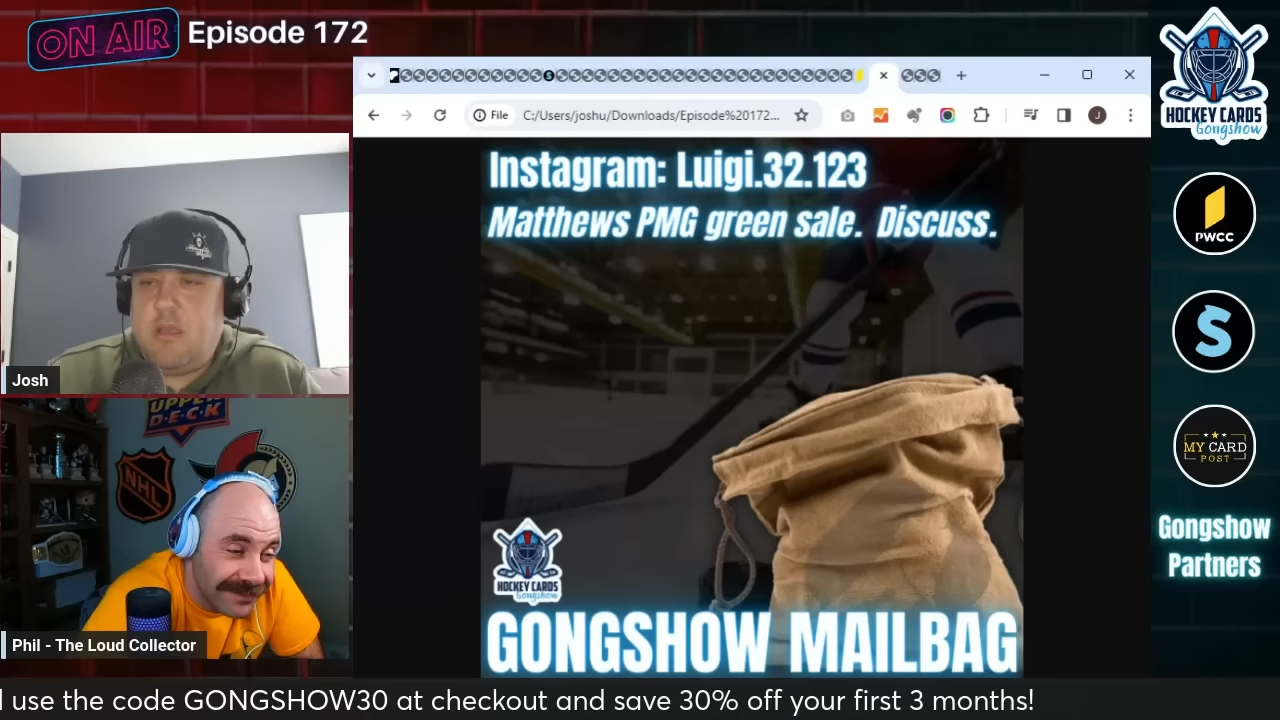 ON AIR
Episode 172
File
C:/Users/joshu/Downloads/Episode%20172...
J
HOCKEY CARDS
Gongshow
Instagram: Luigi.32.123
Matthews PMG green sale. Discuss.
PWCC
S
Josh
UPPER
DECK
NHL
MY CARD
POST
Gongshow
Partners
HOCKEY CARDS
Gongshow
GONGSHOW MAILBAG
Phil - The Loud Collector
use the code GONGSHOW30 at checkout and save 30% off your first 3 months!